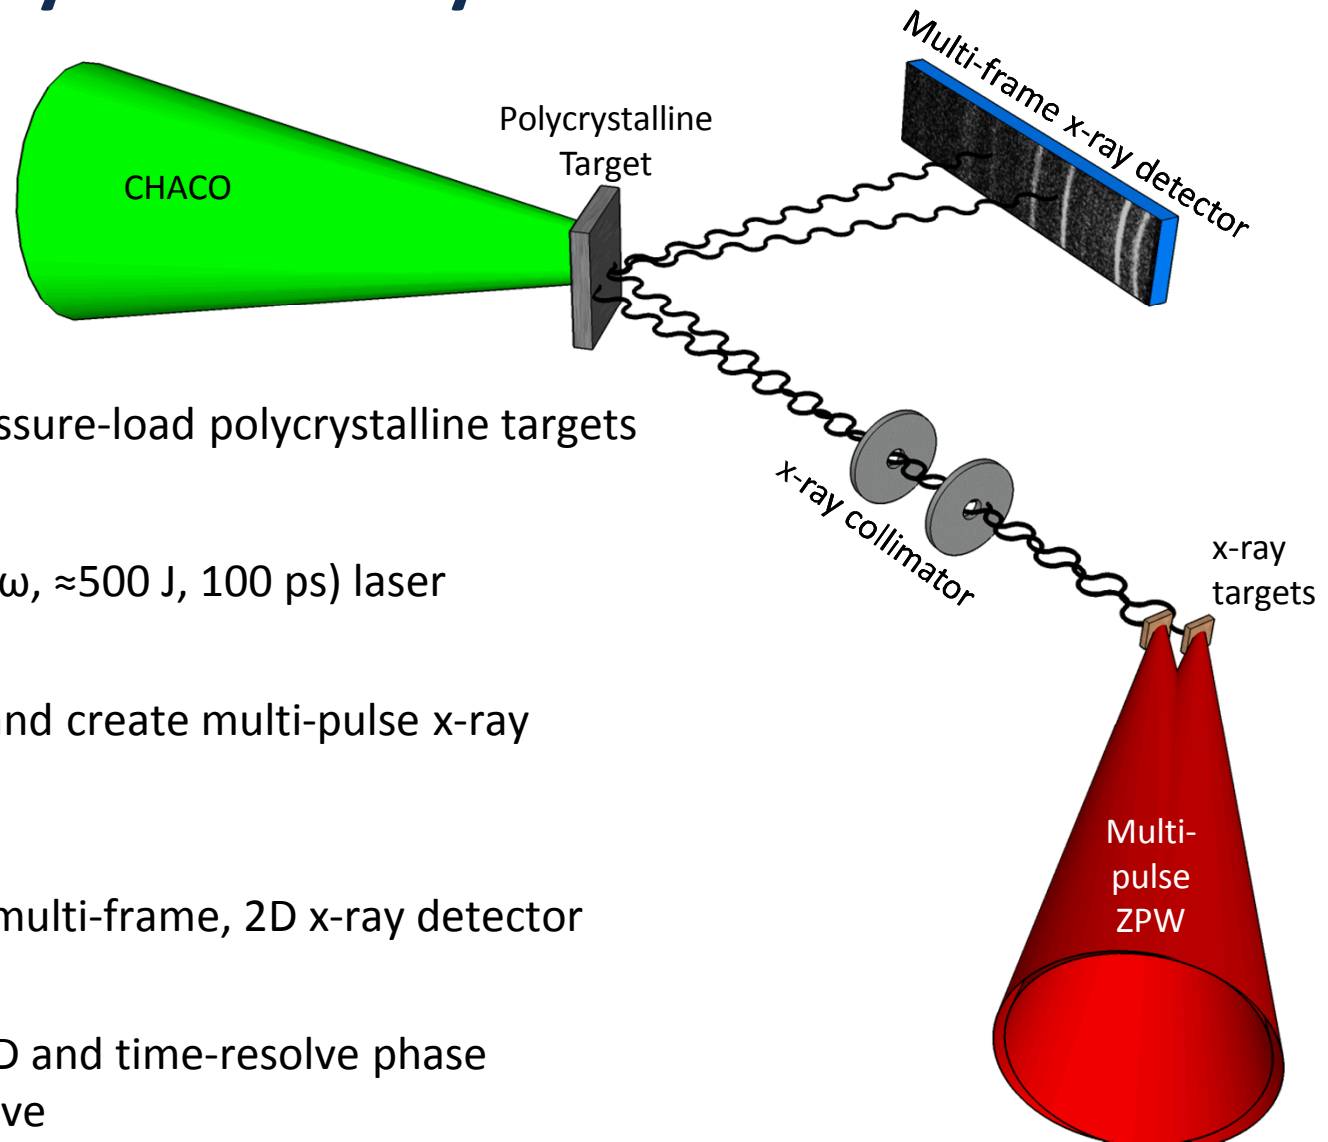 Multi-frame x-ray detector
Polycrystalline
Target
CHACO
ssure-load polycrystalline targets
x-ray collimator
x-ray
targets
ω, ≈500 J, 100 ps) laser
and create multi-pulse x-ray
Multi-
pulse
ZPW
multi-frame, 2D x-ray detector
D and time-resolve phase
ve